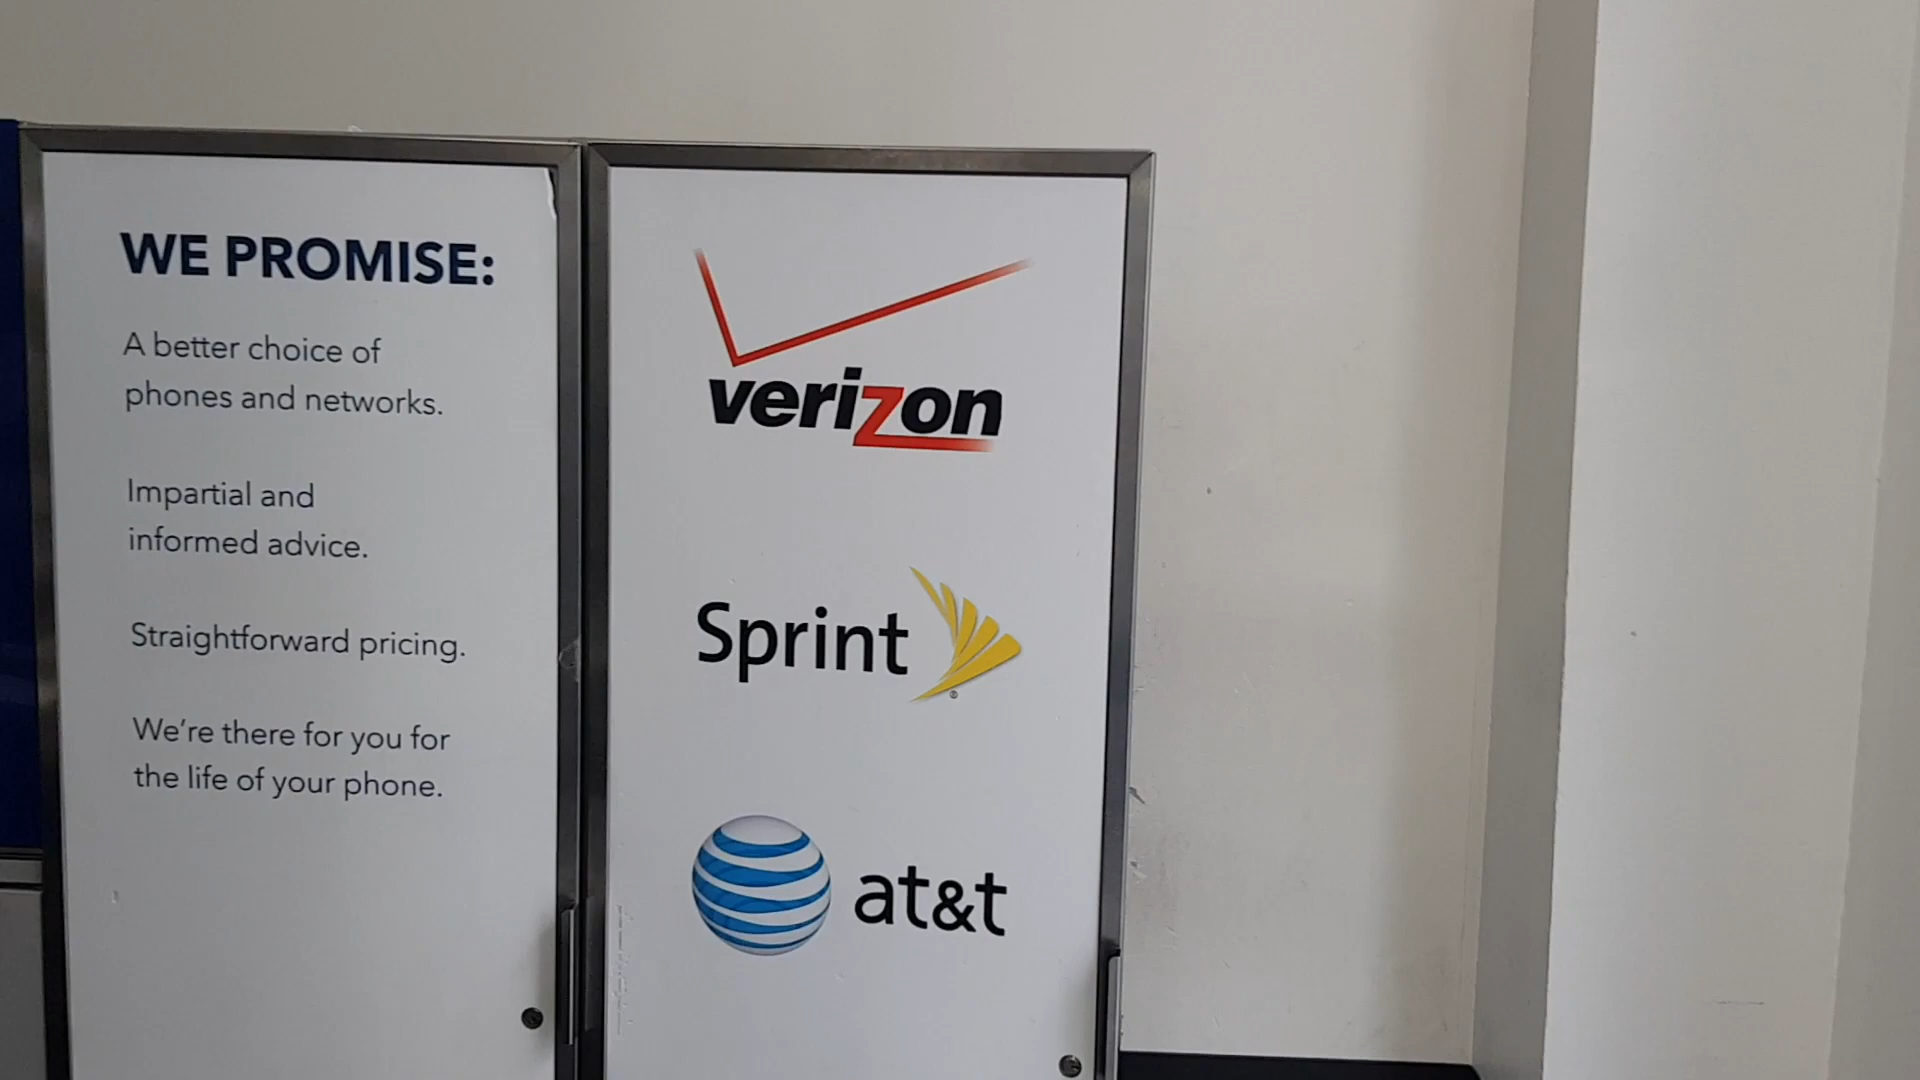 WE PROMISE:
A better choice of
phones and networks.
Impartial and
informed advice.
Straightforward pricing.
We're there for you for
the life of your phone.
verizon
Sprint
®
at&t